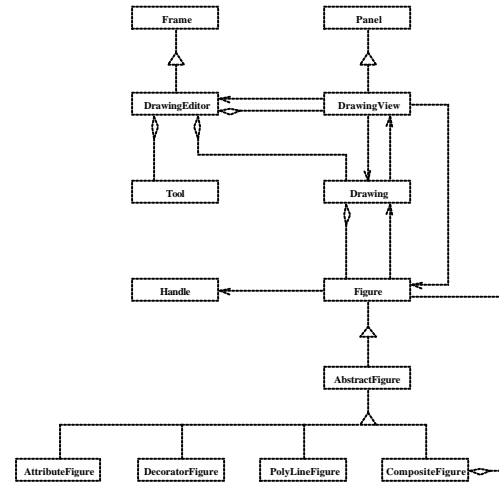 Frame
Panel
DrawingEditor
DrawingView
Tool
Drawing
Handle
Figure
AbstractFigure
AttributeFigure
DecoratorFigure
PolyLineFigure
CompositeFigure